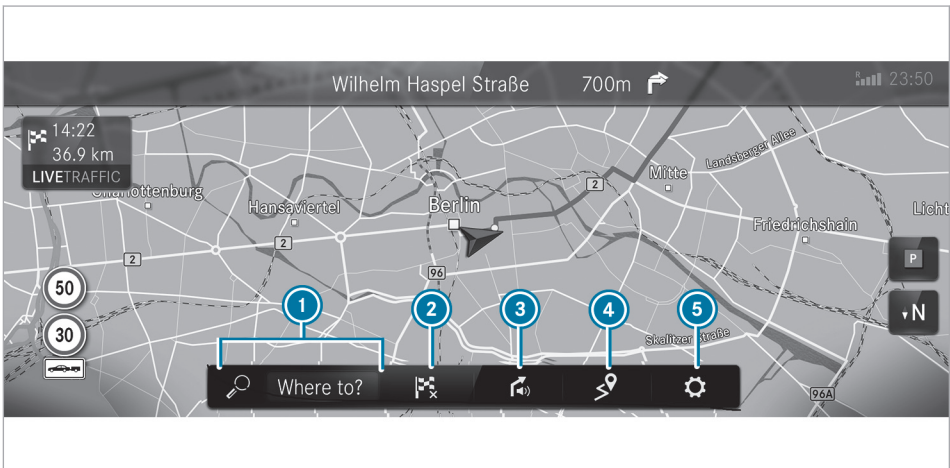 Wilhelm Haspel Straße 700m
R 23:50
14:22
36.9 km
LIVETRAFFIC
Landsberger Allee
Mitte
2
Charlottenburg
Hansaviertel
Berlin
Licht
Friedrichshain
2
2
P
96
50
1
2
3
4
5
N
30
Skalitzer Straße
Where to?
96A